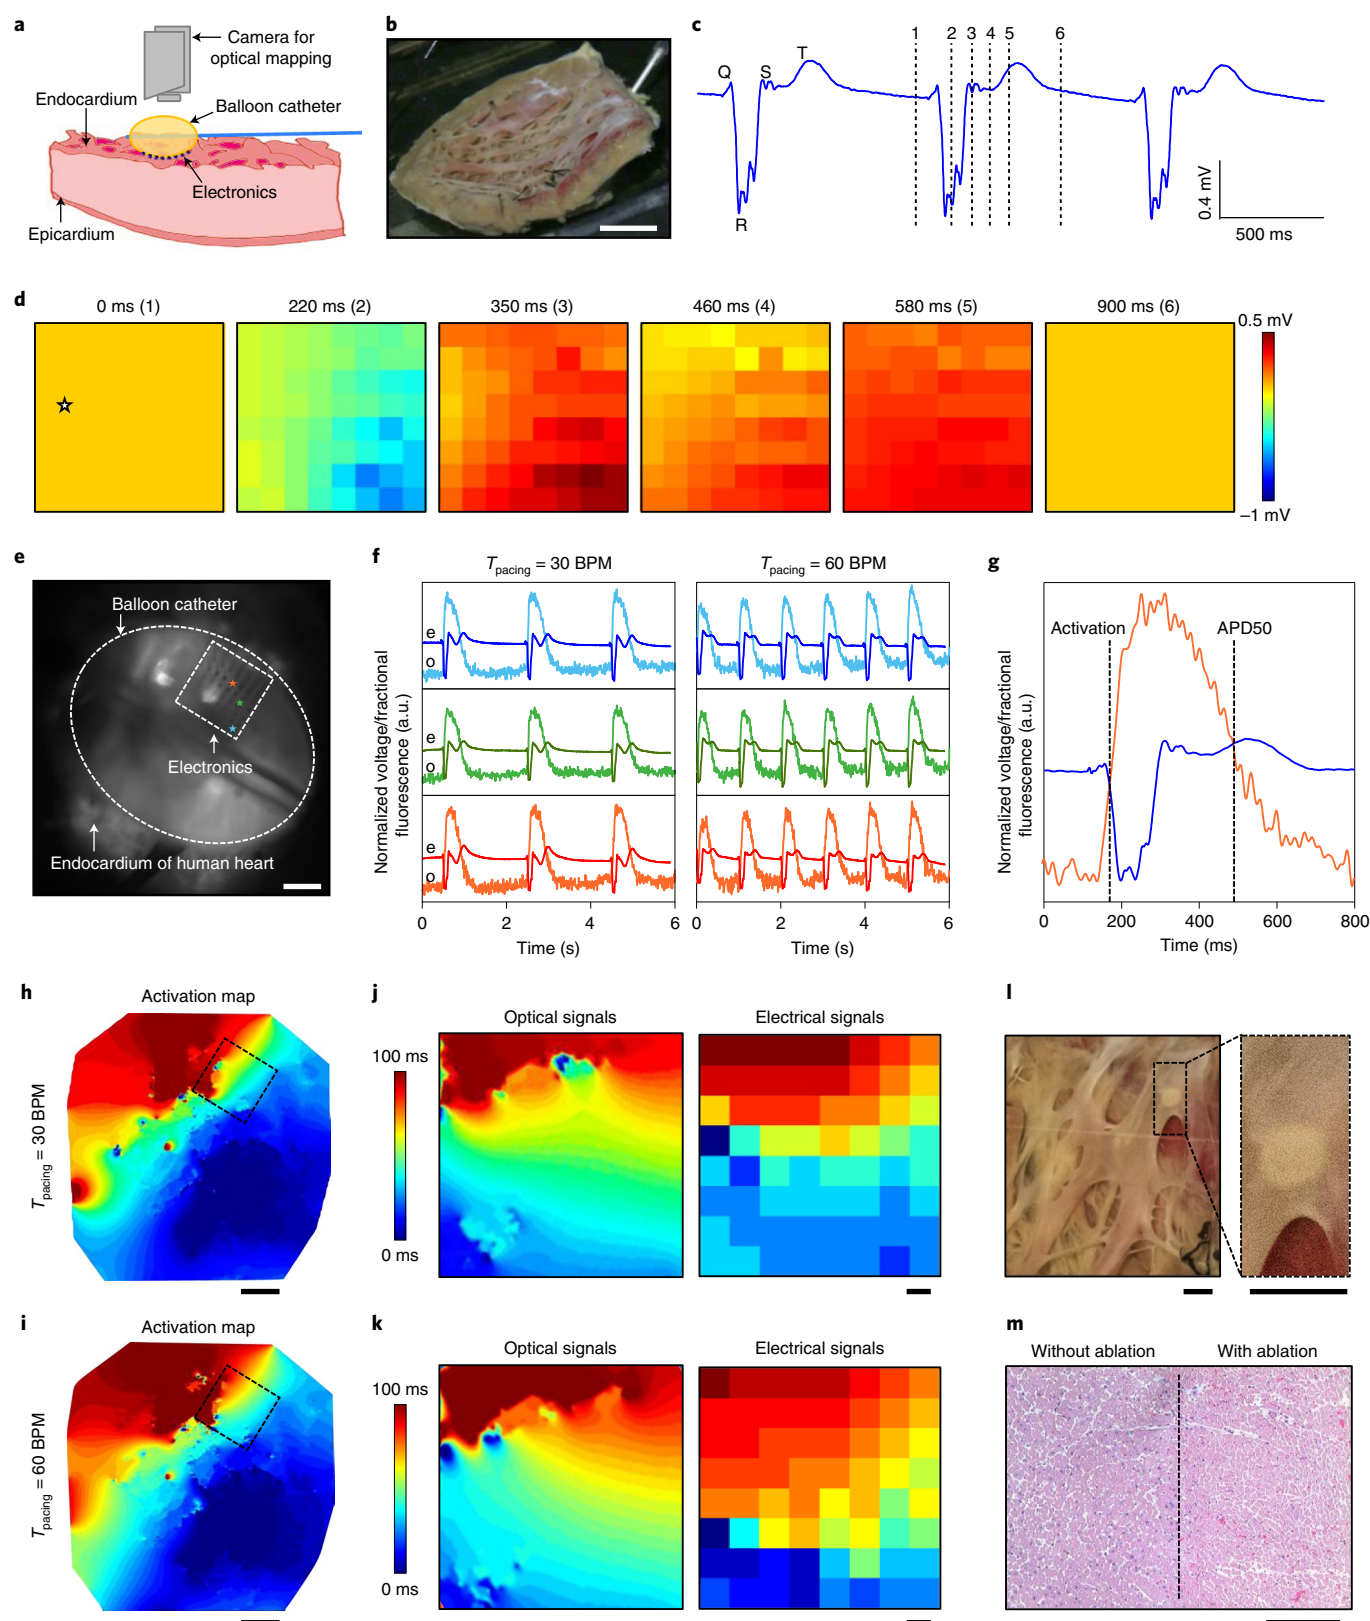 a
Camera for
optical mapping
Endocardium
Balloon catheter
Electronics
Epicardium
b
c
1
2
3
4
5
6
Q
S
T
R
0.4 mV
500 ms
d
0 ms (1)
220 ms (2)
350 ms (3)
460 ms (4)
580 ms (5)
900 ms (6)
0.5 mV
–1 mV
e
Balloon catheter
Electronics
Endocardium of human heart
f
Tpacing = 30 BPM
Tpacing = 60 BPM
Normalized voltage/fractional
fluorescence (a.u.)
e
o
e
o
e
o
e
o
e
o
e
o
0
2
4
6
0
2
4
6
Time (s)
Time (s)
g
Activation
APD50
Normalized voltage/fractional
fluorescence (a.u.)
0
200
400
600
800
Time (ms)
h
Activation map
Tpacing = 30 BPM
100 ms
0 ms
j
Optical signals
Electrical signals
l
i
Activation map
Tpacing = 60 BPM
100 ms
0 ms
k
Optical signals
Electrical signals
m
Without ablation
With ablation